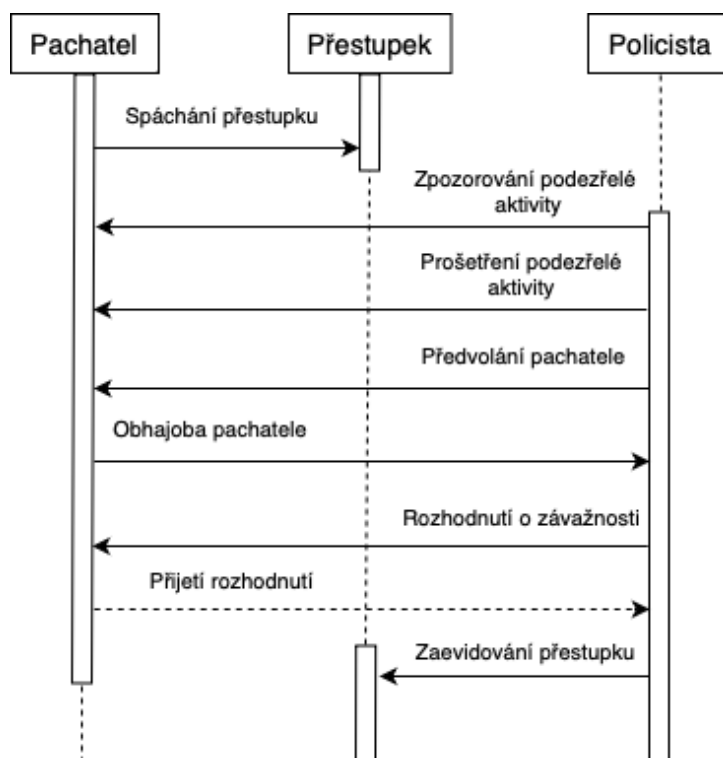 Pachatel
Přestupek
Policista
Spáchání přestupku
Zpozorování podezřelé
aktivity
Prošetření podezřelé
aktivity
Předvolání pachatele
Obhajoba pachatele
Rozhodnutí o závažnosti
Přijetí rozhodnutí
Zaevidování přestupku